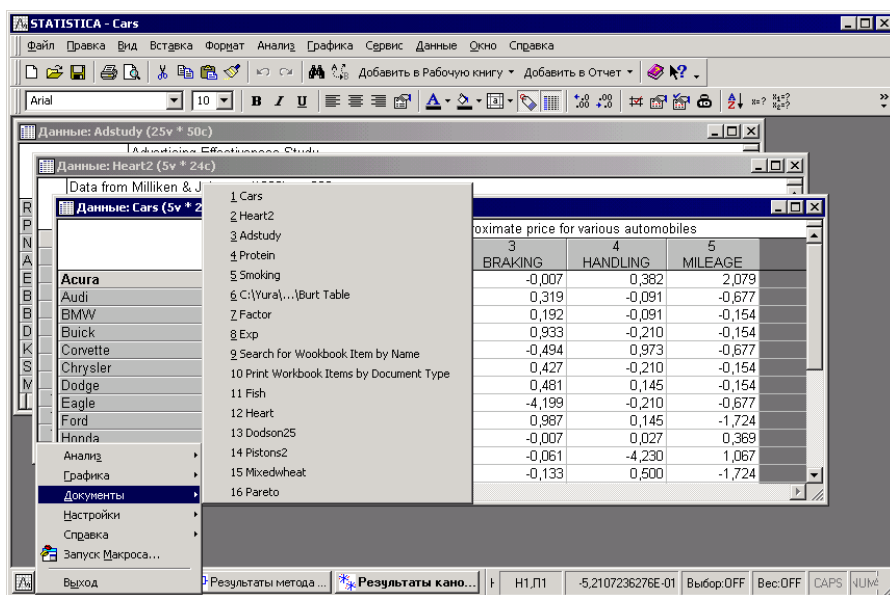 STATISTICA - Cars
Файл Правка Вид Вставка Формат Анализ Графика Сервис Данные Окно Справка
Добавить в Рабочую книгу Добавить в Отчет
Arial 10 B I U
Данные: Adstudy (25v * 50c)
Advertising Effectiveness Study
Данные: Heart2 (5v * 24c)
Data from Milliken & J
Данные: Cars (5v * 2
oximate price for various automobiles
3 4 5
BRAKING HANDLING MILEAGE
Acura -0,007 0,382 2,079
Audi 0,319 -0,091 -0,677
BMW 0,192 -0,091 -0,154
Buick 0,933 -0,210 -0,154
Corvette -0,494 0,973 -0,677
Chrysler 0,427 -0,210 -0,154
Dodge 0,481 0,145 -0,154
Eagle -4,199 -0,210 -0,677
Ford 0,987 0,145 -1,724
Honda -0,007 0,027 0,369
-0,061 -4,230 1,067
-0,133 0,500 -1,724
R
P
N
A
E
B
B
D
K
S
M
1 Cars
2 Heart2
3 Adstudy
4 Protein
5 Smoking
6 C:\Yura\...\Burt Table
7 Factor
8 Exp
9 Search for Wookbook Item by Name
10 Print Workbook Items by Document Type
11 Fish
12 Heart
13 Dodson25
14 Pistons2
15 Mixedwheat
16 Pareto
Анализ
Графика
Документы
Настройки
Справка
Запуск Макроса...
Выход
Результаты метода ... Результаты кано... Н1,П1 -5,2107236276E-01 Выбор:OFF Вес:OFF CAPS NUM